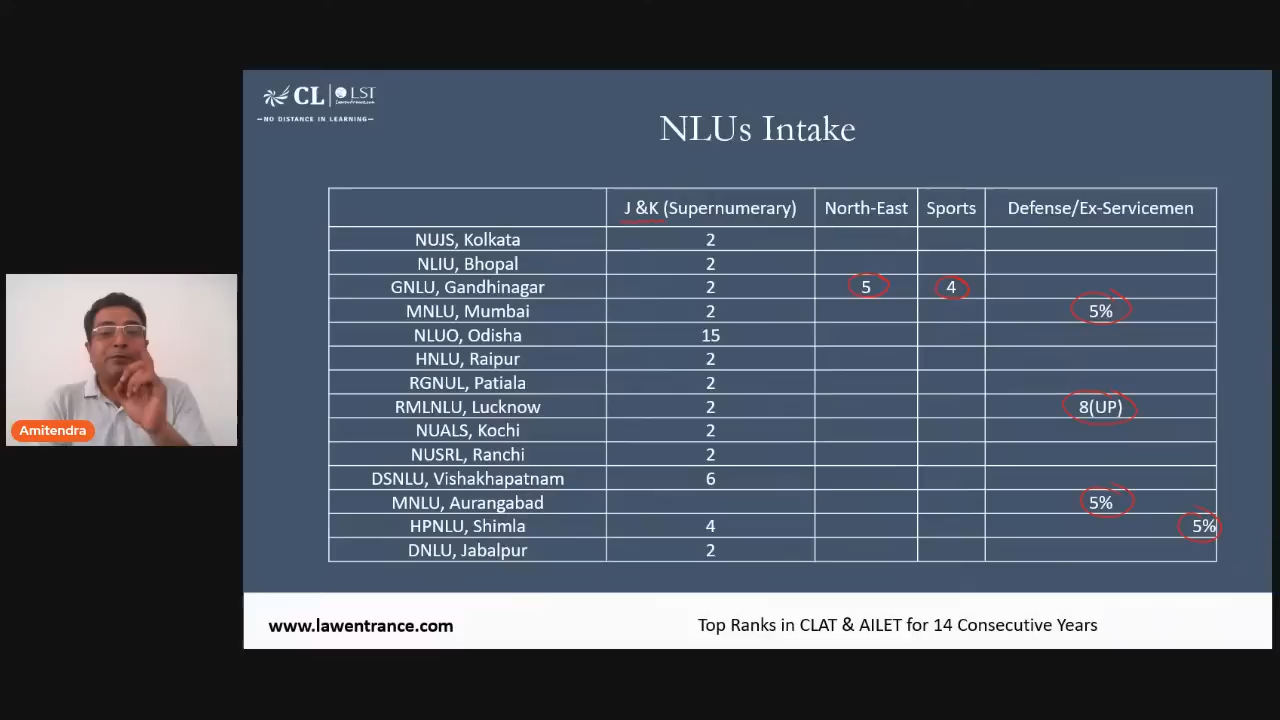 CL LST
Lawentrance.com
—NO DISTANCE IN LEARNING—
NLUs Intake
J &K (Supernumerary) North-East Sports Defense/Ex-Servicemen
NUJS, Kolkata 2
NLIU, Bhopal 2
GNLU, Gandhinagar 2 5 4
MNLU, Mumbai 2 5%
NLUO, Odisha 15
HNLU, Raipur 2
RGNUL, Patiala 2
RMLNLU, Lucknow 2 8(UP)
NUALS, Kochi 2
NUSRL, Ranchi 2
DSNLU, Vishakhapatnam 6
MNLU, Aurangabad 5%
HPNLU, Shimla 4 5%
DNLU, Jabalpur 2
Amitendra
www.lawentrance.com Top Ranks in CLAT & AILET for 14 Consecutive Years